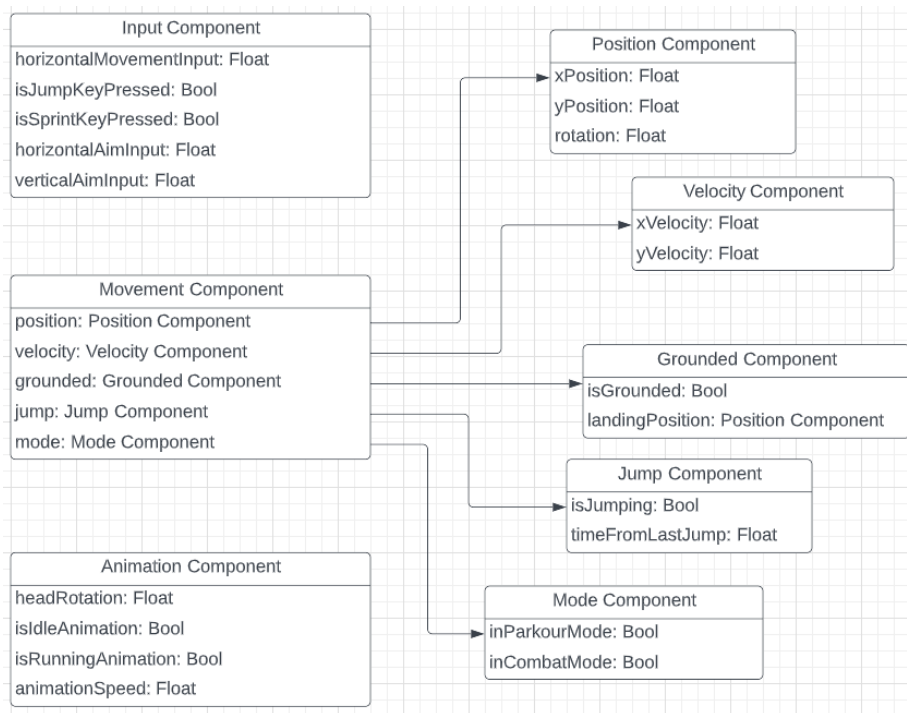 Input Component
horizontalMovementInput: Float
isJumpKeyPressed: Bool
isSprintKeyPressed: Bool
horizontalAimInput: Float
verticalAimInput: Float
Position Component
xPosition: Float
yPosition: Float
rotation: Float
Velocity Component
xVelocity: Float
yVelocity: Float
Movement Component
position: Position Component
velocity: Velocity Component
grounded: Grounded Component
jump: Jump Component
mode: Mode Component
Grounded Component
isGrounded: Bool
landingPosition: Position Component
Jump Component
isJumping: Bool
timeFromLastJump: Float
Animation Component
headRotation: Float
isIdleAnimation: Bool
isRunningAnimation: Bool
animationSpeed: Float
Mode Component
inParkourMode: Bool
inCombatMode: Bool